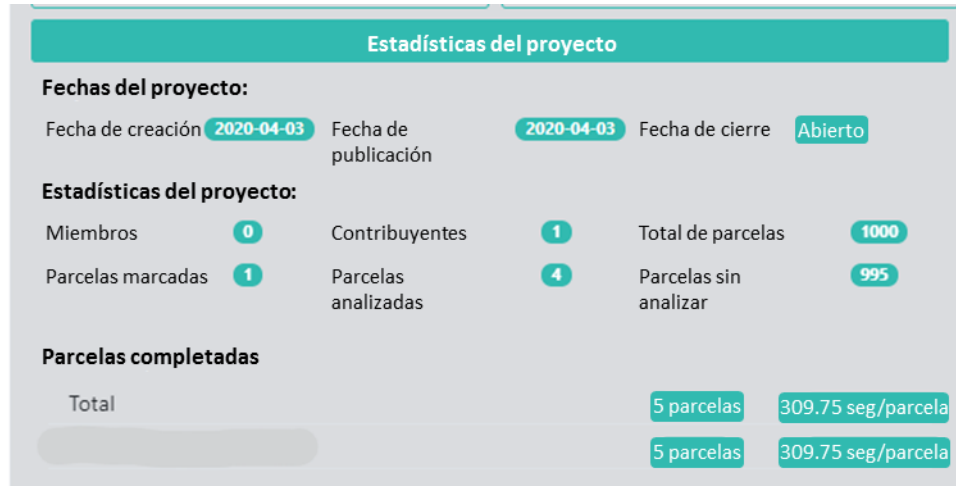 Estadísticas del proyecto
Fechas del proyecto:
Fecha de creación 2020-04-03 Fecha de publicación 2020-04-03 Fecha de cierre Abierto
Estadísticas del proyecto:
Miembros 0 Contribuyentes 1 Total de parcelas 1000
Parcelas marcadas 1 Parcelas analizadas 4 Parcelas sin analizar 995
Parcelas completadas
Total 5 parcelas 309.75 seg/parcela
5 parcelas 309.75 seg/parcela